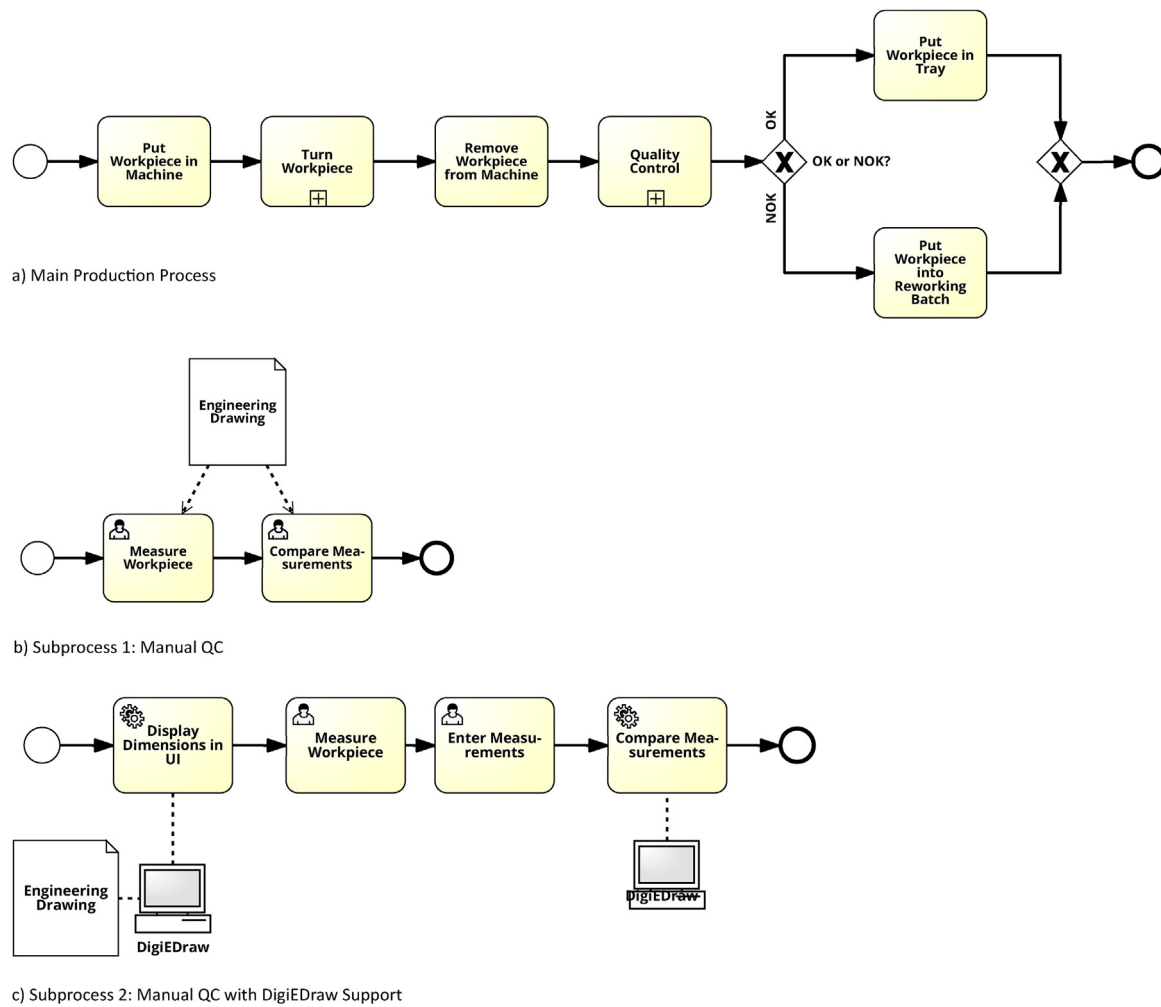 Put
Workpiece in
Machine
Turn
Workpiece
Remove
Workpiece
from Machine
Quality
Control
OK
OK or NOK?
NOK
Put
Workpiece in
Tray
Put
Workpiece
into
Reworking
Batch
a) Main Production Process
Engineering
Drawing
Measure
Workpiece
Compare Mea-
surements
b) Subprocess 1: Manual QC
Display
Dimensions in
UI
Measure
Workpiece
Enter Measu-
rements
Compare Mea-
surements
Engineering
Drawing
DigiEDraw
DigiEDraw
c) Subprocess 2: Manual QC with DigiEDraw Support